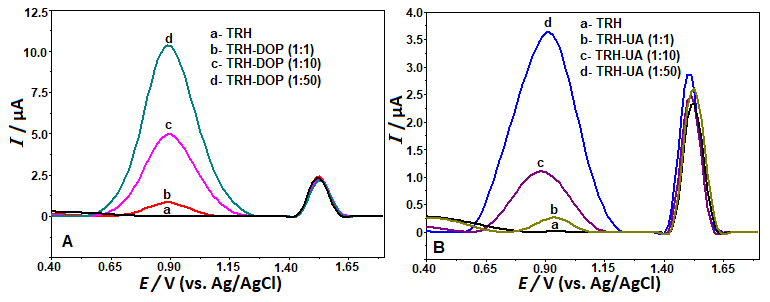 12.5
10.0
7.5
5.0
2.5
0
I / µA
0.40 0.65 0.90 1.15 1.40 1.65
E / V (vs. Ag/AgCl)
a- TRH
b- TRH-DOP (1:1)
c- TRH-DOP (1:10)
d- TRH-DOP (1:50)
d
c
b
a
A
4.0
3.5
3.0
2.5
2.0
1.5
1.0
0.5
0.0
I / µA
0.40 0.65 0.90 1.15 1.40 1.65
E / V (vs. Ag/AgCl)
a- TRH
b- TRH-UA (1:1)
c- TRH-UA (1:10)
d- TRH-UA (1:50)
d
c
b
a
B